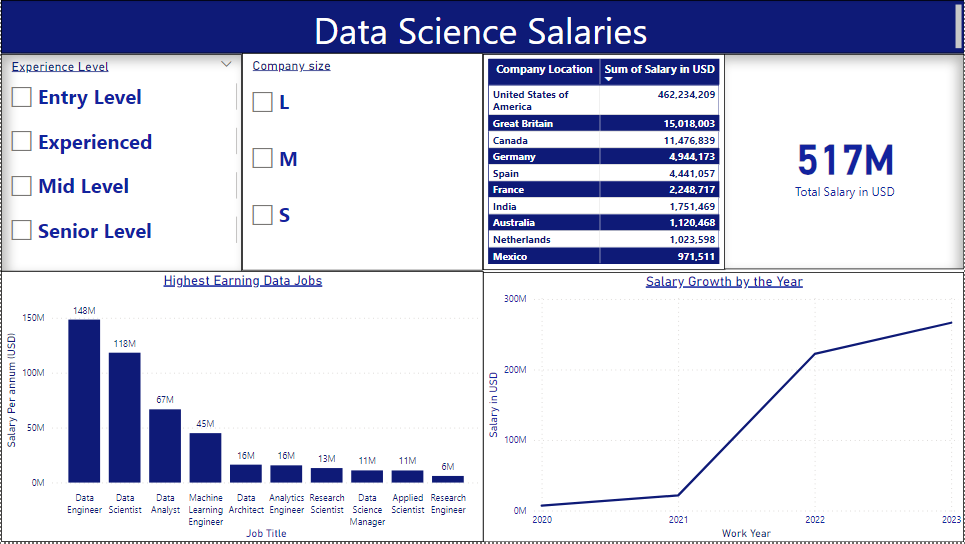 Data Science Salaries
Experience Level
Entry Level
Experienced
Mid Level
Senior Level
Company size
L
M
S
Company Location Sum of Salary in USD
United States of America 462,234,209
Great Britain 15,018,003
Canada 11,476,839
Germany 4,944,173
Spain 4,441,057
France 2,248,717
India 1,751,469
Australia 1,120,468
Netherlands 1,023,598
Mexico 971,511
517M
Total Salary in USD
Highest Earning Data Jobs
Salary Per annum (USD)
150M
100M
50M
0M
148M
118M
67M
45M
16M
16M
13M
11M
11M
6M
Data Engineer
Data Scientist
Data Analyst
Machine Learning Engineer
Data Architect
Analytics Engineer
Research Scientist
Data Science Manager
Applied Scientist
Research Engineer
Job Title
Salary Growth by the Year
Salary in USD
300M
200M
100M
0M
2020 2021 2022 2023
Work Year